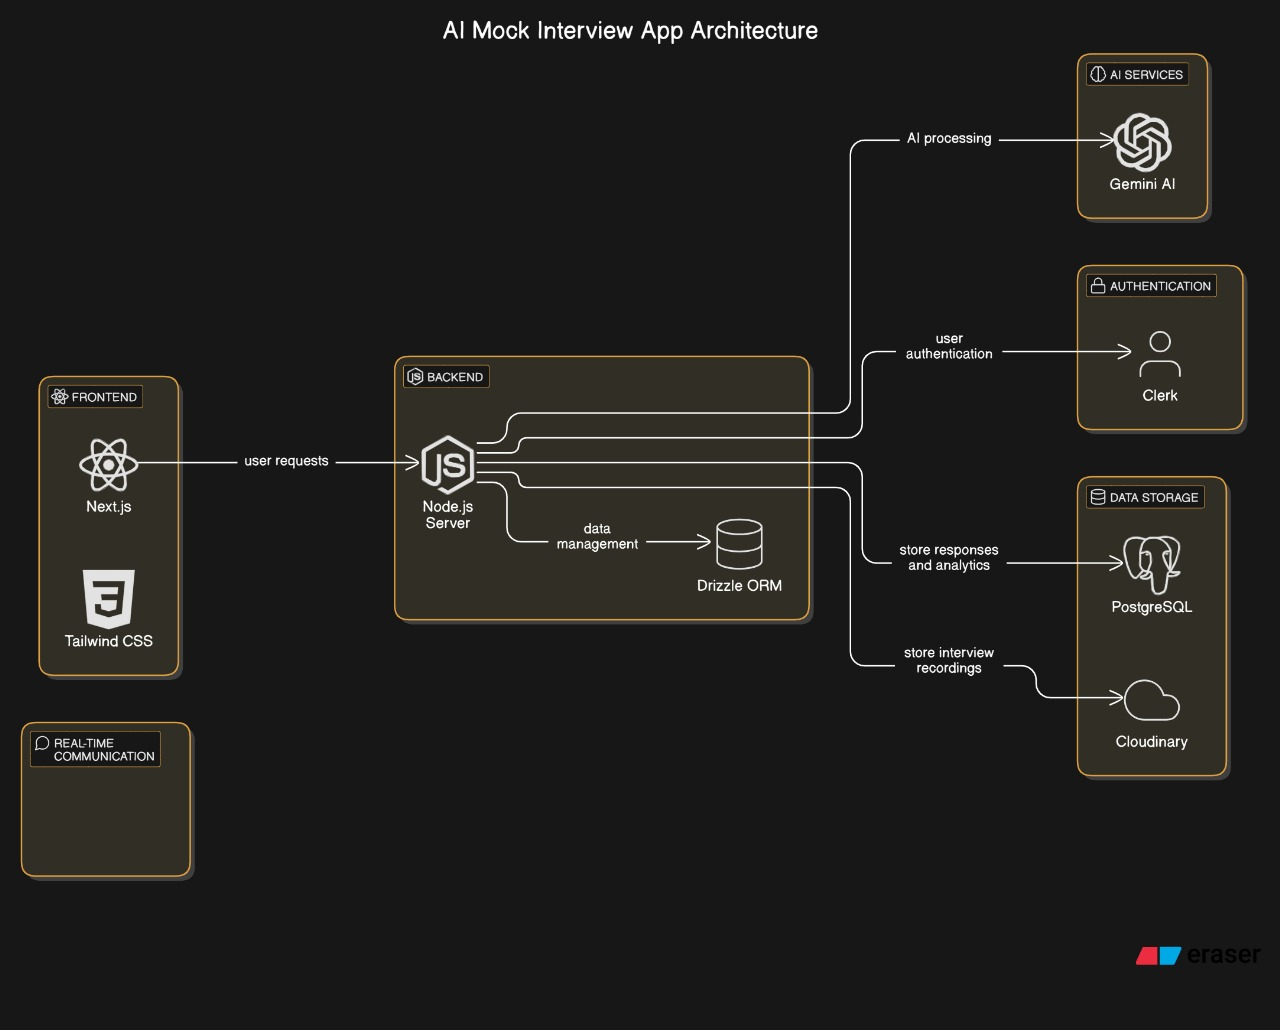 AI Mock Interview App Architecture
AI SERVICES
AI processing
Gemini AI
AUTHENTICATION
user
authentication
Clerk
BACKEND
FRONTEND
user requests
Next.js
Node.js
Server
data
management
Drizzle ORM
DATA STORAGE
store responses
and analytics
PostgreSQL
Tailwind CSS
store interview
recordings
Cloudinary
REAL-TIME
COMMUNICATION
eraser